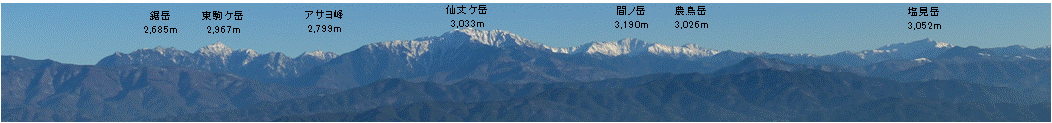 鋸岳
2,685m
東駒ケ岳
2,967m
アサヨ峰
2,799m
仙丈ケ岳
3,033m
間ノ岳
3,190m
農鳥岳
3,026m
塩見岳
3,052m